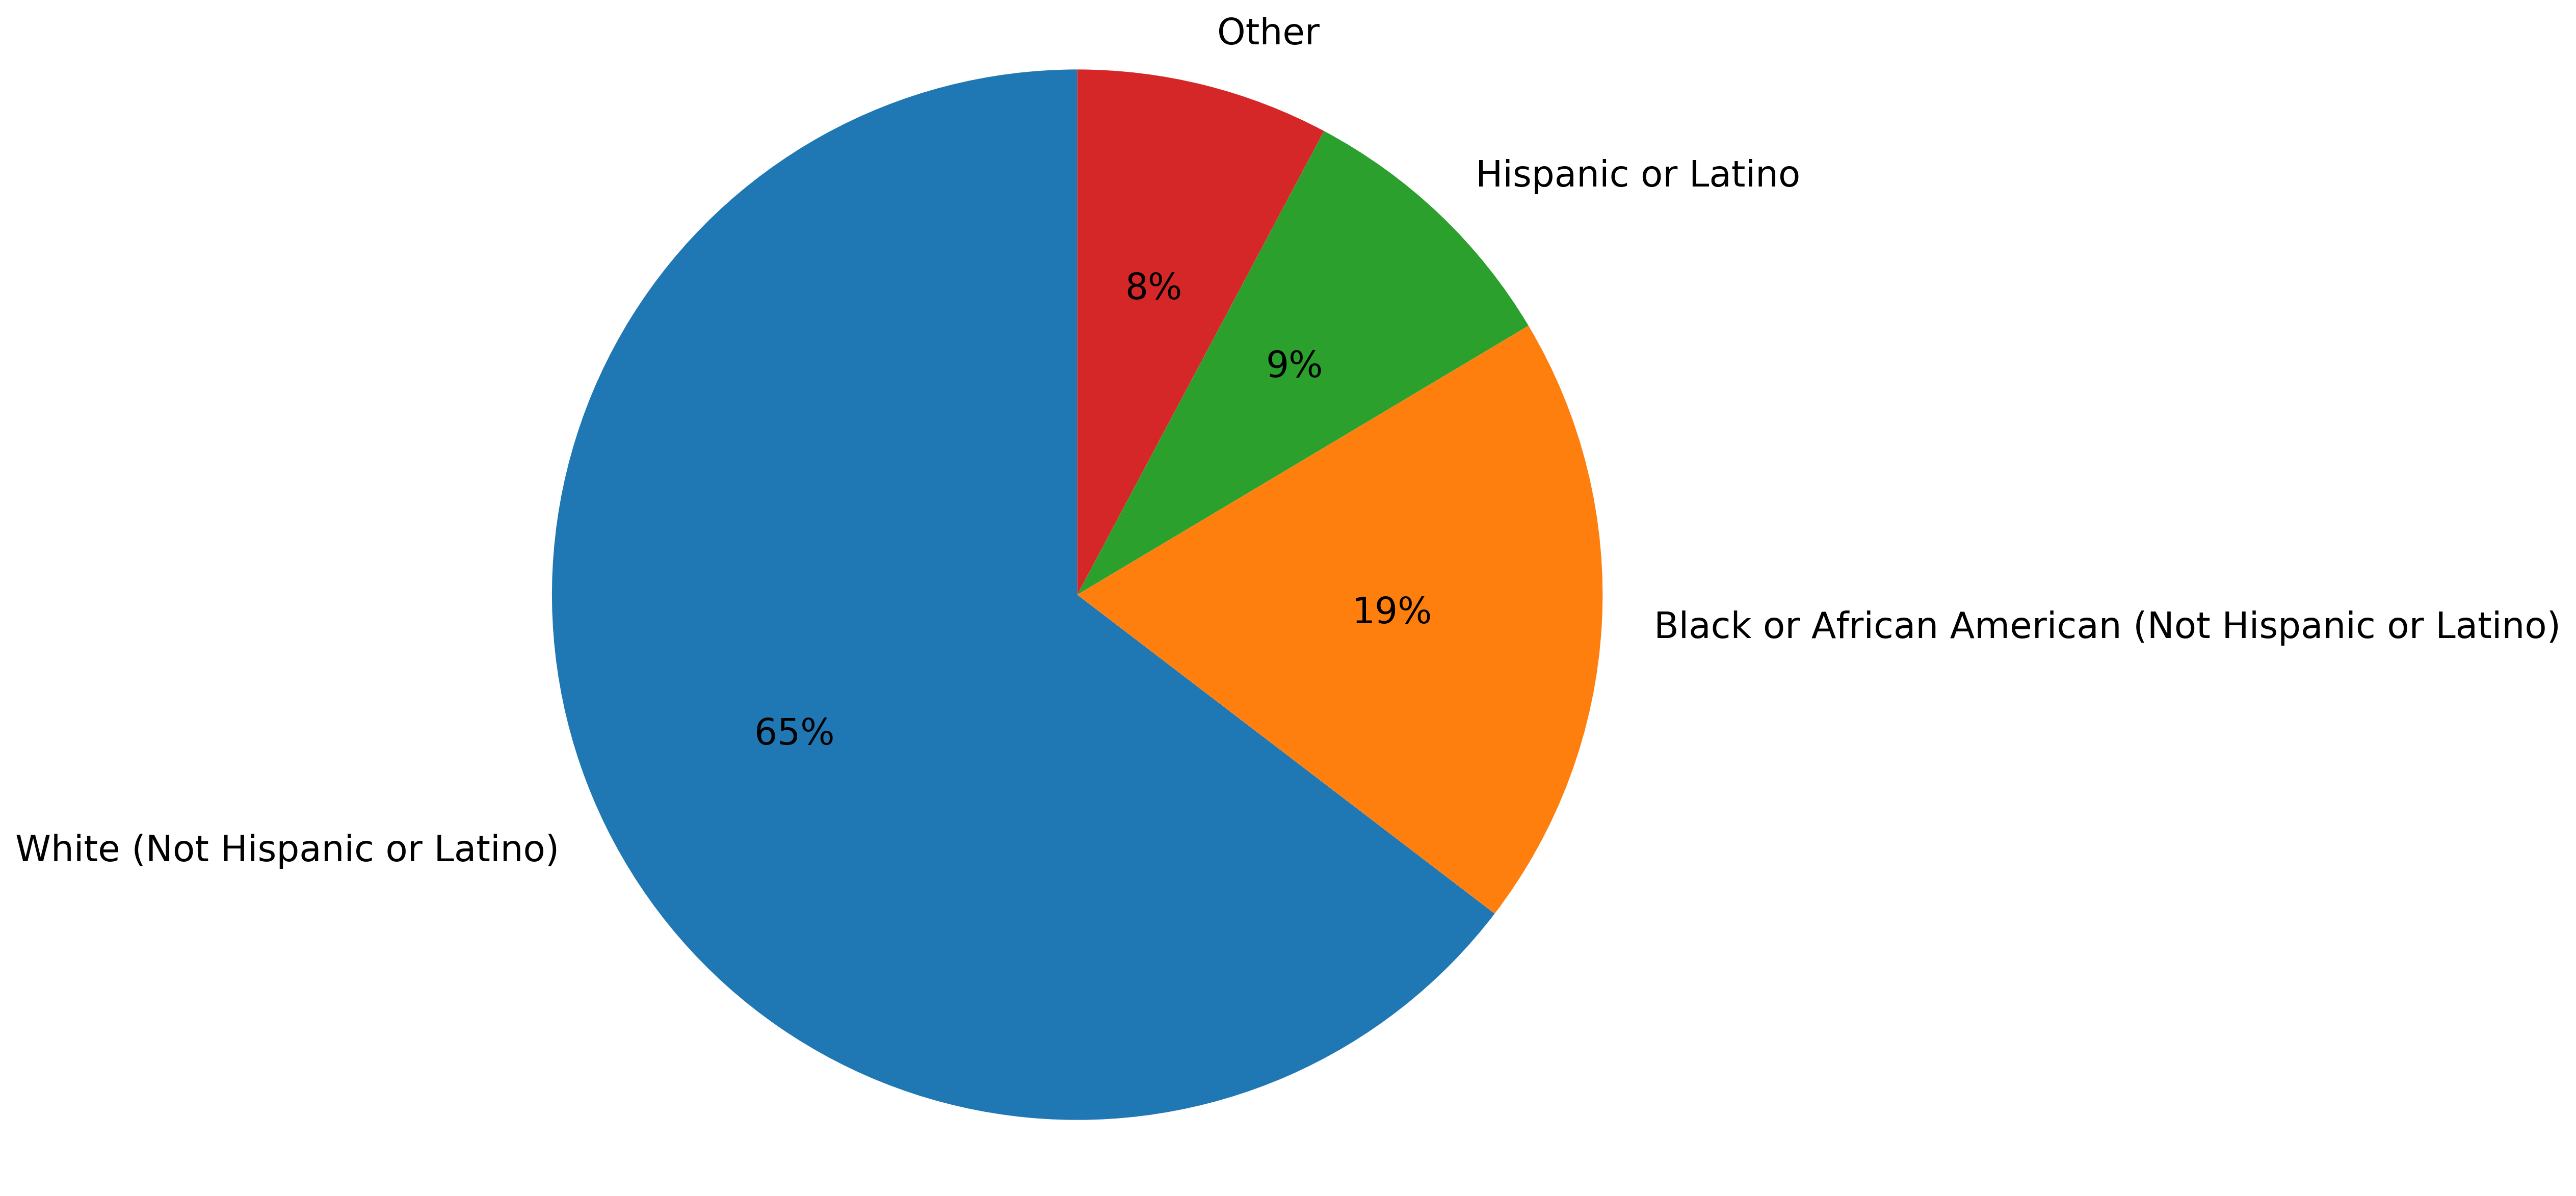 Other
Hispanic or Latino
8%
9%
19%
Black or African American (Not Hispanic or Latino)
65%
White (Not Hispanic or Latino)